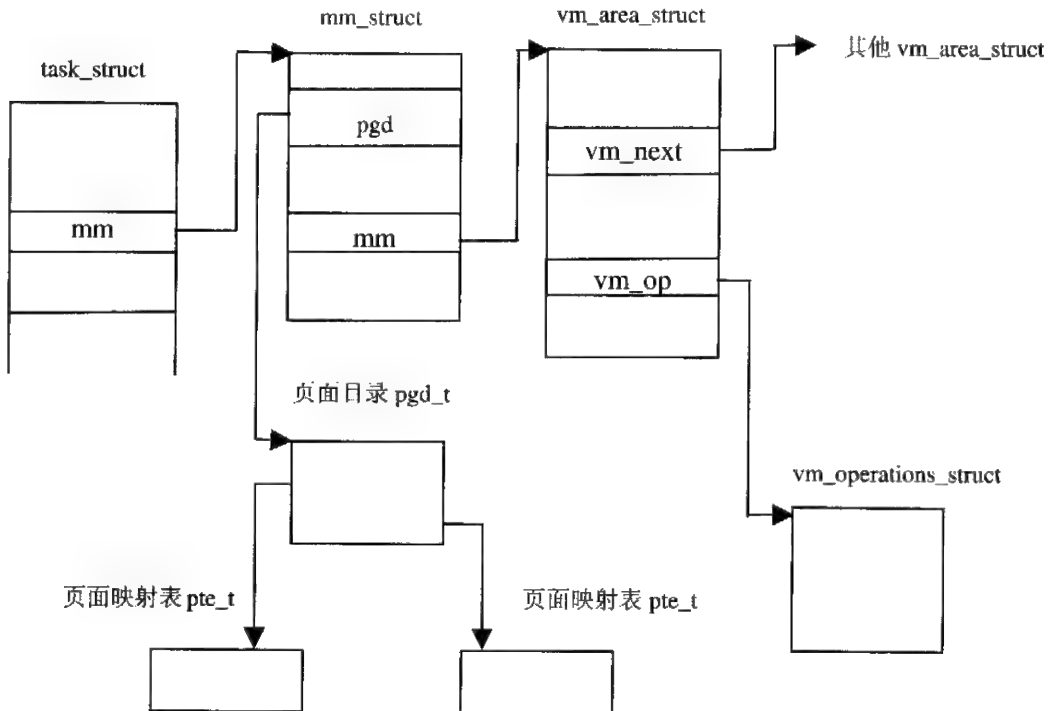 mm_struct
vm_area_struct
其他 vm_area_struct
task_struct
pgd
vm_next
mm
mm
vm_op
页面目录 pgd_t
vm_operations_struct
页面映射表 pte_t
页面映射表 pte_t